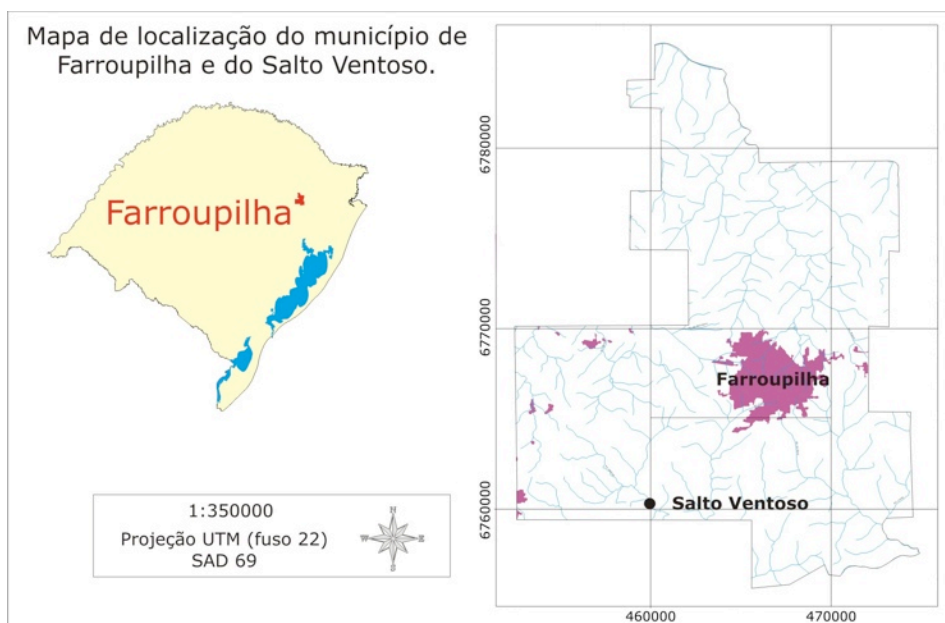 Mapa de localização do município de
Farroupilha e do Salto Ventoso.
Farroupilha
1:350000
Projeção UTM (fuso 22)
SAD 69
N
W
E
S
6780000
6770000
Farroupilha
6760000
Salto Ventoso
460000
470000